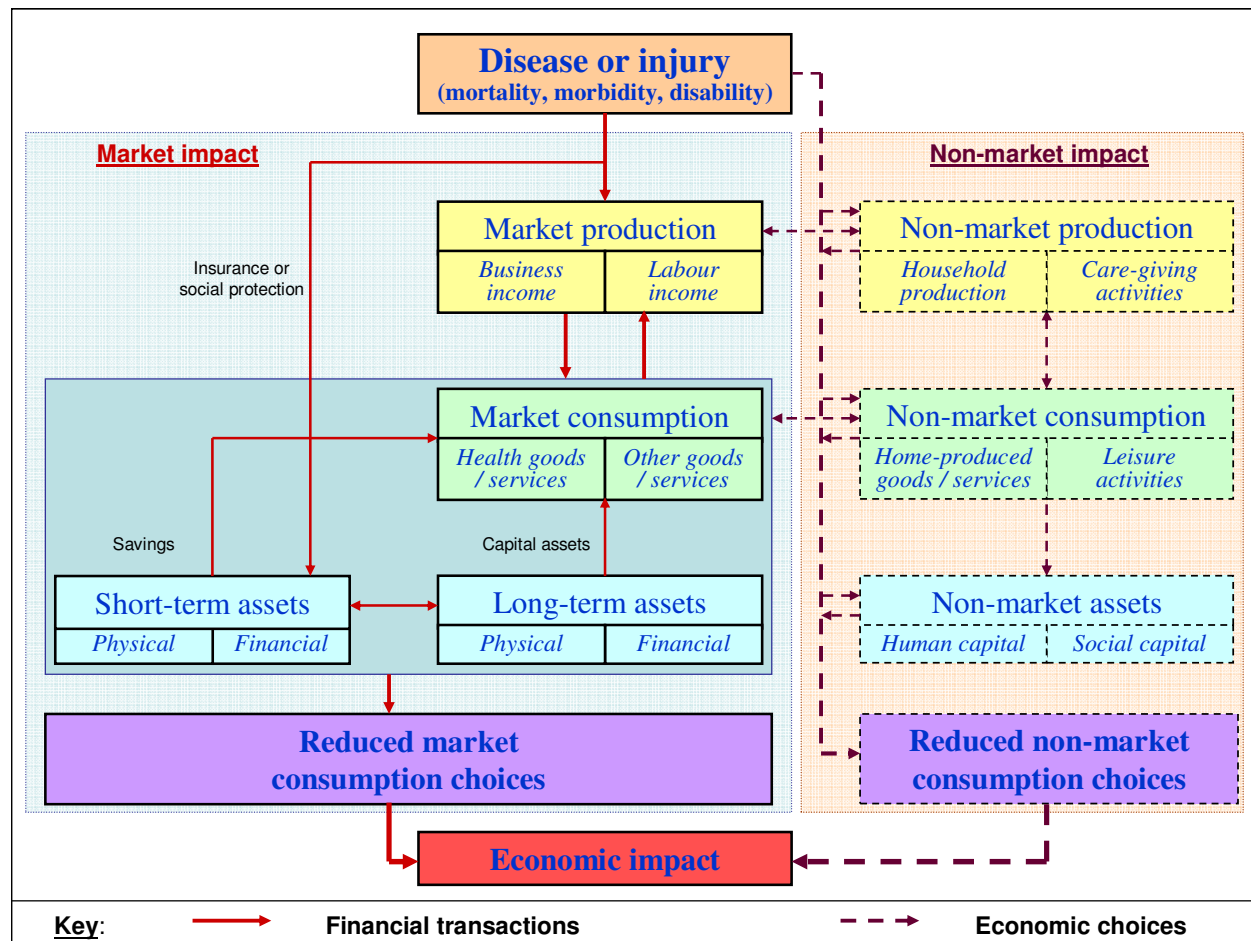 Disease or injury
(mortality, morbidity, disability)
Market impact
Non-market impact
Market production
Business
income
Labour
income
Non-market production
Household
production
Care-giving
activities
Insurance or
social protection
Market consumption
Health goods
/ services
Other goods
/ services
Non-market consumption
Home-produced
goods / services
Leisure
activities
Savings
Capital assets
Short-term assets
Physical
Financial
Long-term assets
Physical
Financial
Non-market assets
Human capital
Social capital
Reduced market
consumption choices
Reduced non-market
consumption choices
Economic impact
Key:
Financial transactions
Economic choices